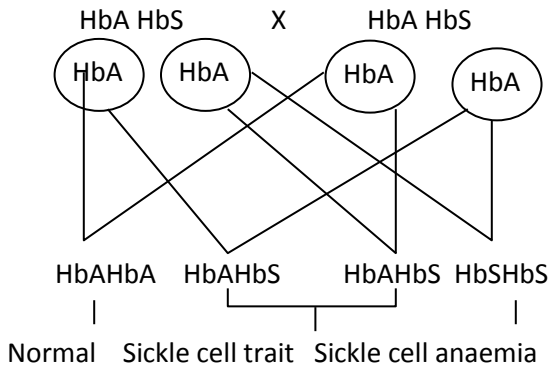 HbA HbS X HbA HbS
HbA HbA HbA HbA
HbAHbA HbAHbS HbAHbS HbSHbS
Normal Sickle cell trait Sickle cell anaemia